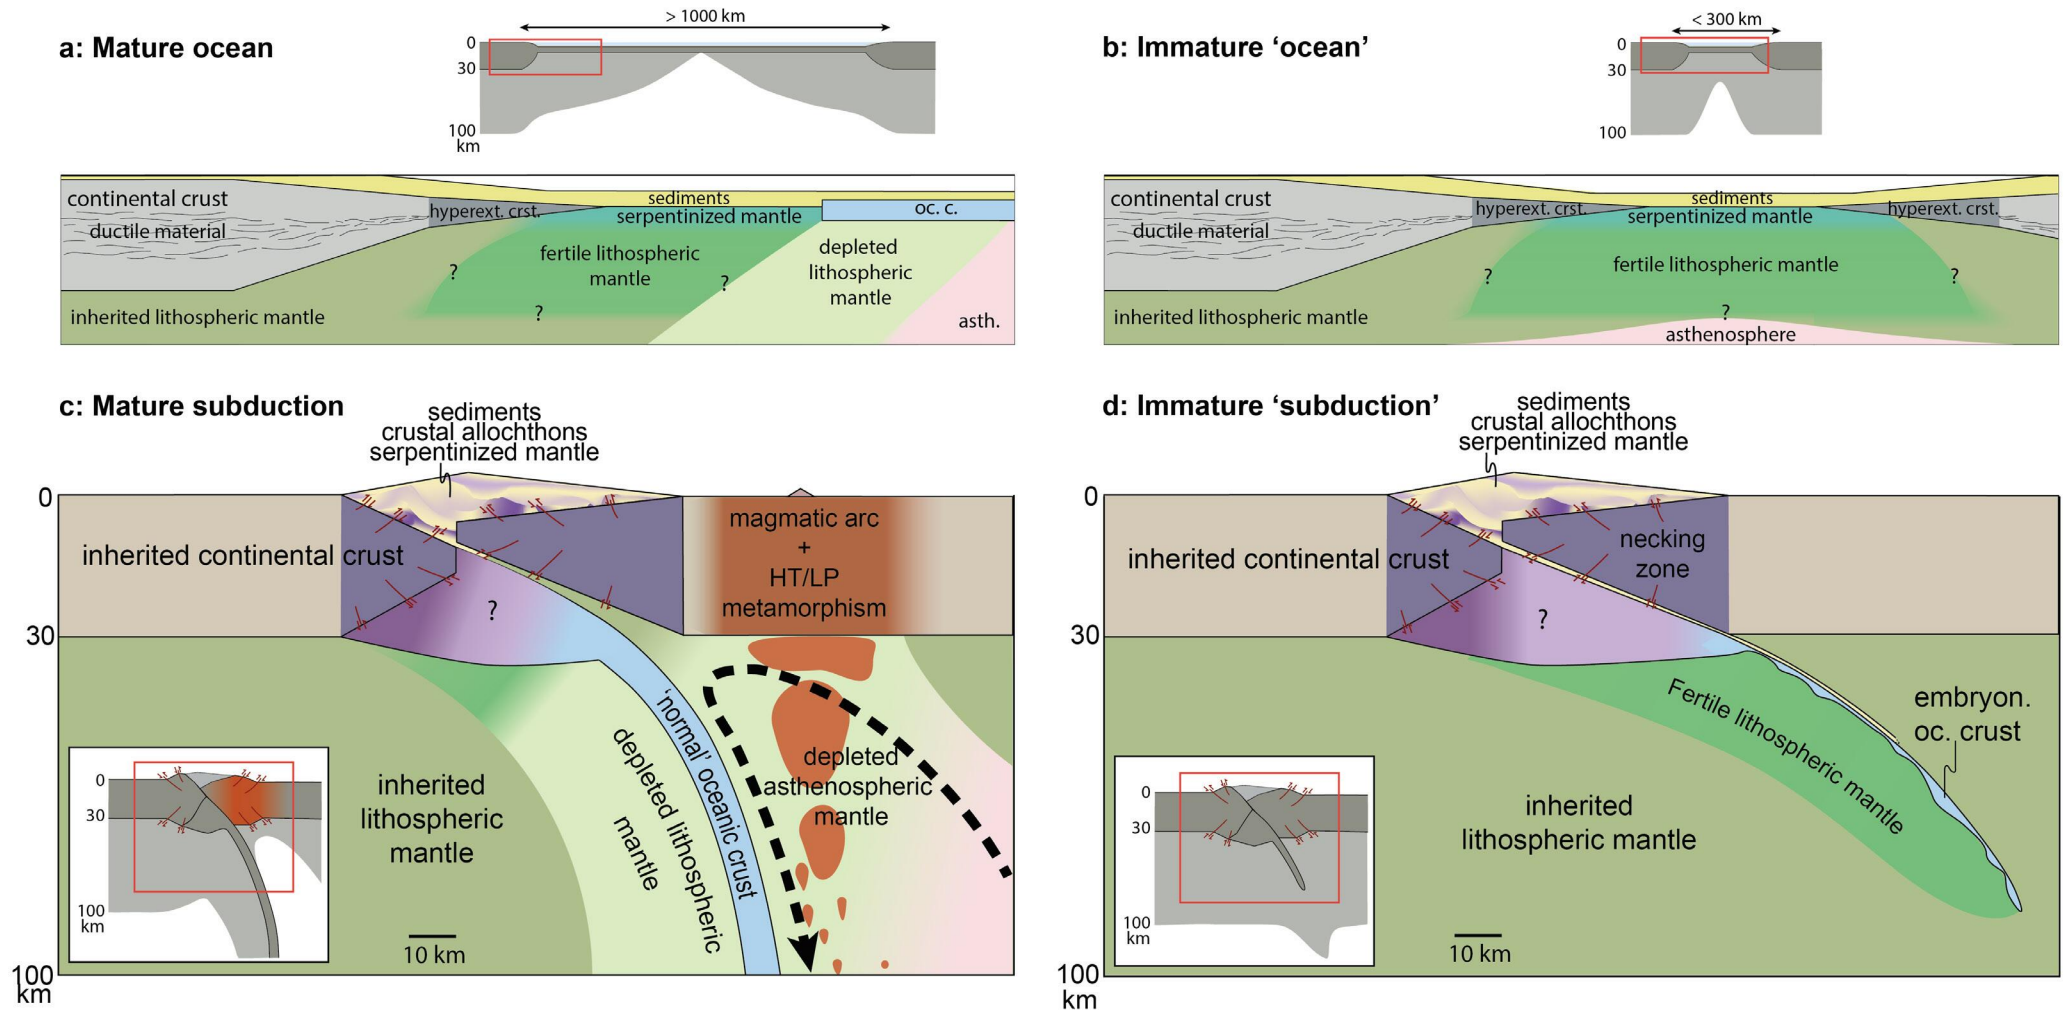 a: Mature ocean
> 1000 km
0
30
100
km
continental crust
ductile material
hyperext. crst.
sediments
serpentinized mantle
oc. c.
fertile lithospheric
mantle
?
?
?
depleted
lithospheric
mantle
inherited lithospheric mantle
asth.
b: Immature ‘ocean’
< 300 km
0
30
100
continental crust
ductile material
hyperext. crst.
sediments
serpentinized mantle
hyperext. crst.
fertile lithospheric mantle
?
?
?
inherited lithospheric mantle
asthenosphere
c: Mature subduction
sediments
crustal allochthons
serpentinized mantle
0
30
100
km
inherited continental crust
?
magmatic arc
+
HT/LP
metamorphism
‘normal’ oceanic crust
depleted lithospheric
mantle
depleted
asthenospheric
mantle
inherited
lithospheric
mantle
10 km
0
30
100
km
d: Immature ‘subduction’
sediments
crustal allochthons
serpentinized mantle
0
30
100
km
inherited continental crust
?
necking
zone
Fertile lithospheric mantle
embryon.
oc. crust
inherited
lithospheric mantle
10 km
0
30
100
km